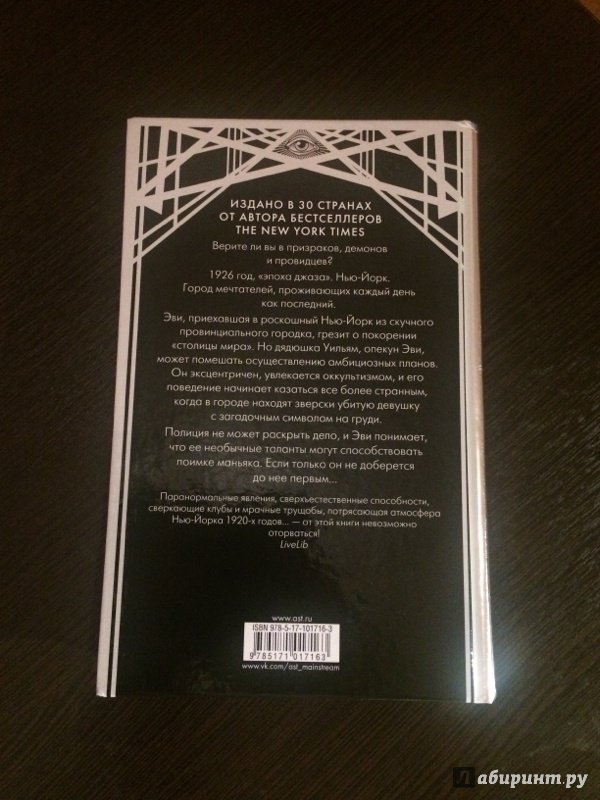 ИЗДАНО В 30 СТРАНАХ
ОТ АВТОРА БЕСТСЕЛЛЕРОВ
THE NEW YORK TIMES
Верите ли вы в призраков, демонов
и провидцев?
1926 год, «эпоха джаза». Нью-Йорк.
Город мечтателей, проживающих каждый день
как последний.
Эви, приехавшая в роскошный Нью-Йорк из скучного
провинциального городка, грезит о покорении
«столицы мира». Но дядюшка Уильям, опекун Эви,
может помешать осуществлению амбициозных планов.
Он эксцентричен, увлекается оккультизмом, и его
поведение начинает казаться все более странным,
когда в городе находят зверски убитую девушку
с загадочным символом на груди.
Полиция не может раскрыть дело, и Эви понимает,
что ее необычные таланты могут способствовать
поимке маньяка. Если только он не доберется
до нее первым...
Паранормальные явления, сверхъестественные способности,
сверкающие клубы и мрачные трущобы, потрясающая атмосфера
Нью-Йорка 1920-х годов... — от этой книги невозможно
оторваться!
LiveLib
www.ast.ru
ISBN 978-5-17-101716-3
9 785171 017163
www.vk.com/ast_mainstream
лабиринт.ру